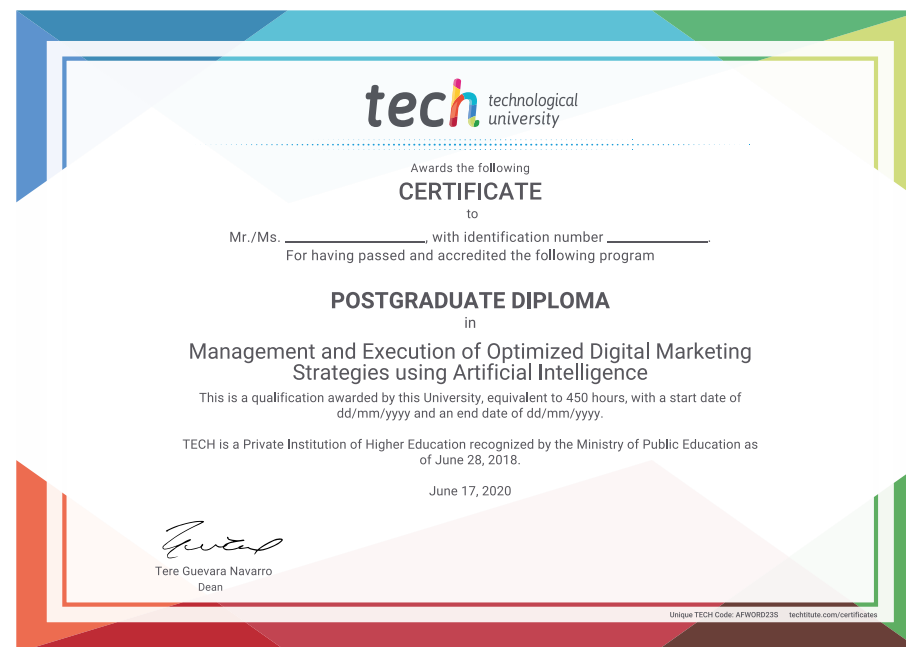 tech technological
university
Awards the following
CERTIFICATE
to
Mr./Ms. ____________________, with identification number ______________.
For having passed and accredited the following program
POSTGRADUATE DIPLOMA
in
Management and Execution of Optimized Digital Marketing
Strategies using Artificial Intelligence
This is a qualification awarded by this University, equivalent to 450 hours, with a start date of
dd/mm/yyyy and an end date of dd/mm/yyyy.
TECH is a Private Institution of Higher Education recognized by the Ministry of Public Education as
of June 28, 2018.
June 17, 2020
Tere Guevara Navarro
Dean
Unique TECH Code: AFWORD23S techtitute.com/certificates